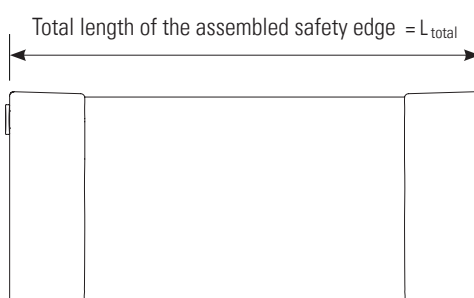 Total length of the assembled safety edge = L total